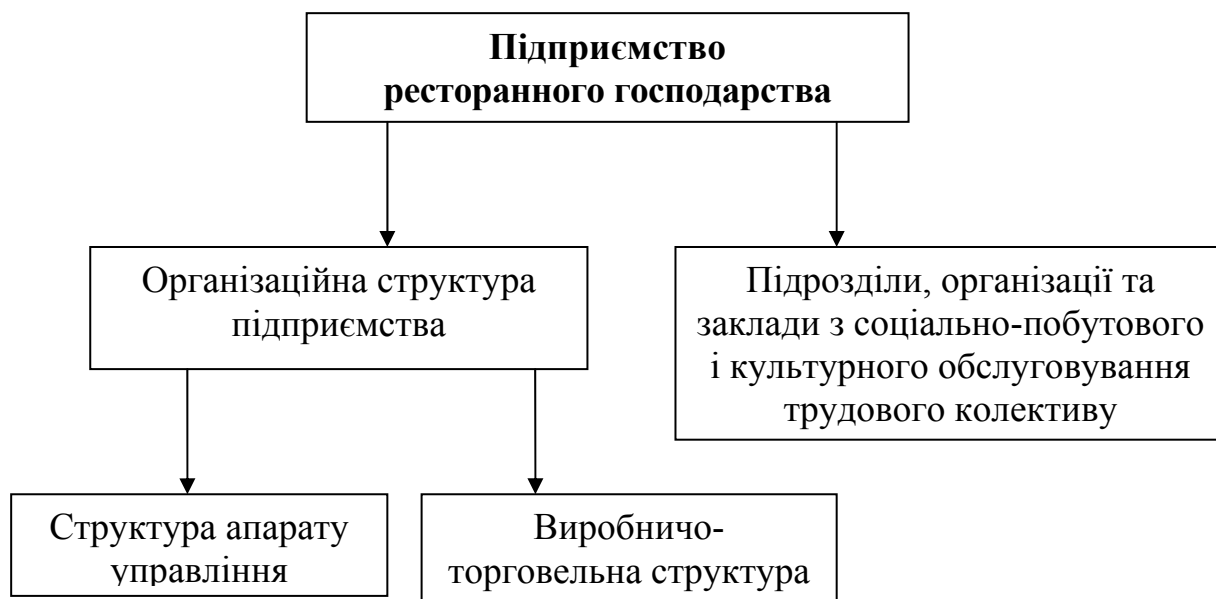 Підприємство
ресторанного господарства
Організаційна структура
підприємства
Підрозділи, організації та
заклади з соціально-побутового
і культурного обслуговування
трудового колективу
Структура апарату
управління
Виробничо-
торговельна структура